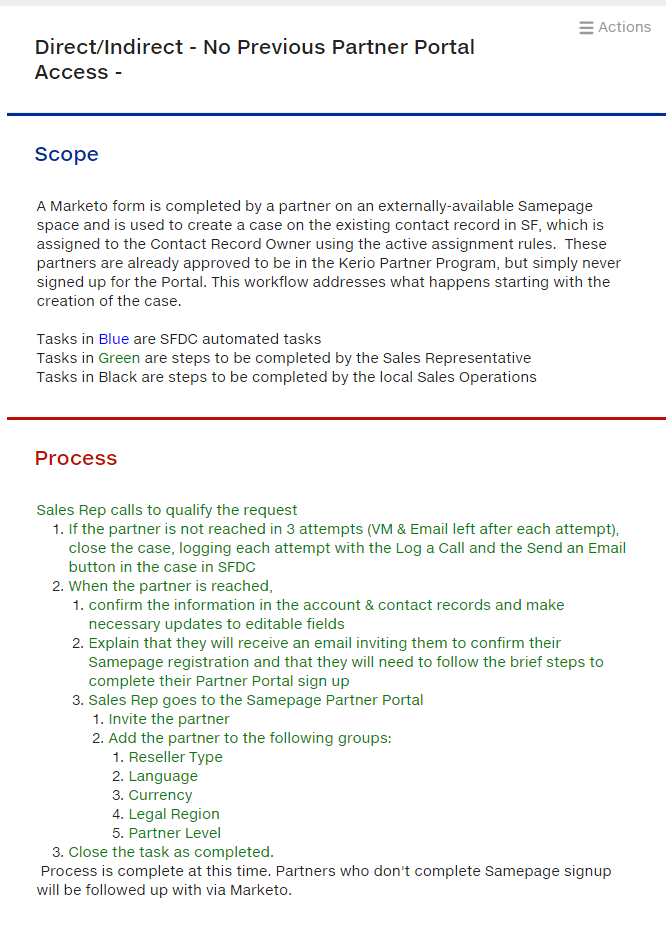 Actions
Direct/Indirect - No Previous Partner Portal
Access -
Scope
A Marketo form is completed by a partner on an externally-available Samepage
space and is used to create a case on the existing contact record in SF, which is
assigned to the Contact Record Owner using the active assignment rules.  These
partners are already approved to be in the Kerio Partner Program, but simply never
signed up for the Portal. This workflow addresses what happens starting with the
creation of the case.
Tasks in Blue are SFDC automated tasks
Tasks in Green are steps to be completed by the Sales Representative
Tasks in Black are steps to be completed by the local Sales Operations
Process
Sales Rep calls to qualify the request
1. If the partner is not reached in 3 attempts (VM & Email left after each attempt),
close the case, logging each attempt with the Log a Call and the Send an Email
button in the case in SFDC
2. When the partner is reached,
1. confirm the information in the account & contact records and make
necessary updates to editable fields
2. Explain that they will receive an email inviting them to confirm their
Samepage registration and that they will need to follow the brief steps to
complete their Partner Portal sign up
3. Sales Rep goes to the Samepage Partner Portal
1. Invite the partner
2. Add the partner to the following groups:
1. Reseller Type
2. Language
3. Currency
4. Legal Region
5. Partner Level
3. Close the task as completed.
Process is complete at this time. Partners who don't complete Samepage signup
will be followed up with via Marketo.